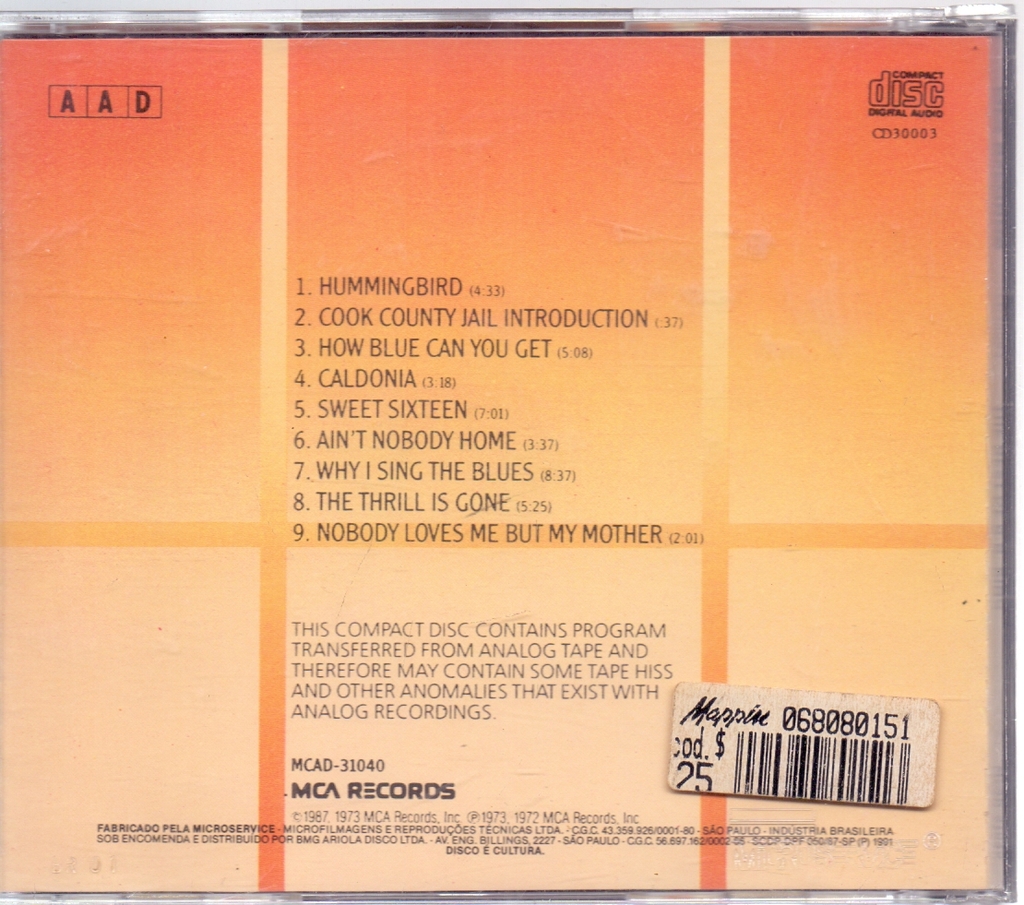 AAD
COMPACT
disc
DIGITAL AUDIO
CD30003
1. HUMMINGBIRD (4:33)
2. COOK COUNTY JAIL INTRODUCTION (:37)
3. HOW BLUE CAN YOU GET (5:08)
4. CALDONIA (3:18)
5. SWEET SIXTEEN (7:01)
6. AIN'T NOBODY HOME (3:37)
7. WHY I SING THE BLUES (8:37)
8. THE THRILL IS GONE (5:25)
9. NOBODY LOVES ME BUT MY MOTHER (2:01)
THIS COMPACT DISC CONTAINS PROGRAM
TRANSFERRED FROM ANALOG TAPE AND
THEREFORE MAY CONTAIN SOME TAPE HISS
AND OTHER ANOMALIES THAT EXIST WITH
ANALOG RECORDINGS.
Mappin 068080151
cod. $
25
MCAD-31040
MCA RECORDS
©1987, 1973 MCA Records, Inc. ℗1973, 1972 MCA Records, Inc
FABRICADO PELA MICROSERVICE - MICROFILMAGENS E REPRODUÇÕES TÉCNICAS LTDA. - C.G.C. 43.359.926/0001-80 - SÃO PAULO - INDÚSTRIA BRASILEIRA
SOB ENCOMENDA E DISTRIBUÍDO POR BMG ARIOLA DISCO LTDA. - AV. ENG. BILLINGS, 2227 - SÃO PAULO - C.G.C. 56.697.162/0002-55 - SCDP-DPF 050/87-SP (P) 1991
DISCO É CULTURA.